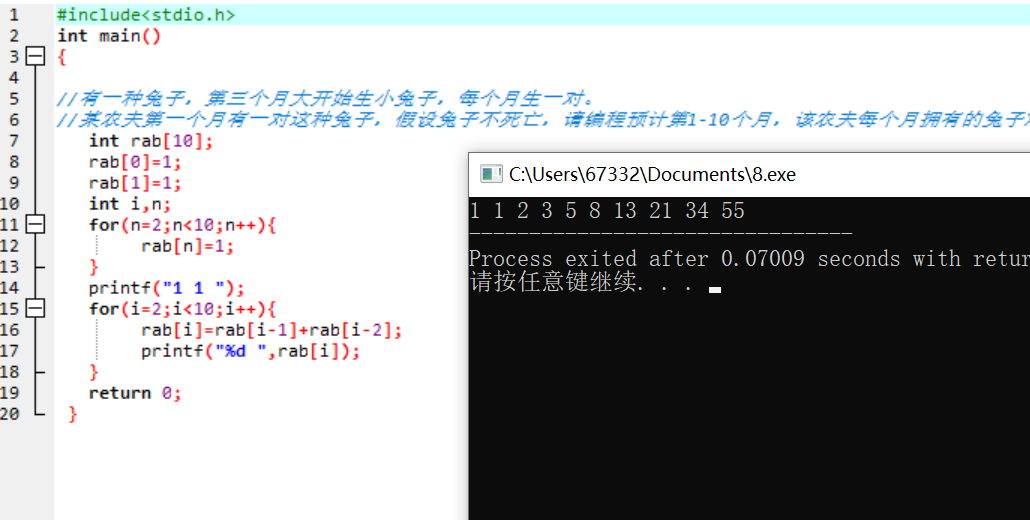 1 #include<stdio.h>
2 int main()
3 {
4
5 //有一种兔子，第三个月大开始生小兔子，每个月生一对。
6 //某农夫第一个月有一对这种兔子，假设兔子不死亡，请编程预计第1-10个月，该农夫每个月拥有的兔子
7 int rab[10];
8 rab[0]=1;
9 rab[1]=1;
10 int i,n;
11 for(n=2;n<10;n++){
12 rab[n]=1;
13 }
14 printf("1 1 ");
15 for(i=2;i<10;i++){
16 rab[i]=rab[i-1]+rab[i-2];
17 printf("%d ",rab[i]);
18 }
19 return 0;
20 }
C:\Users\67332\Documents\8.exe
1 1 2 3 5 8 13 21 34 55
--------------------------------
Process exited after 0.07009 seconds with retur
请按任意键继续. . .